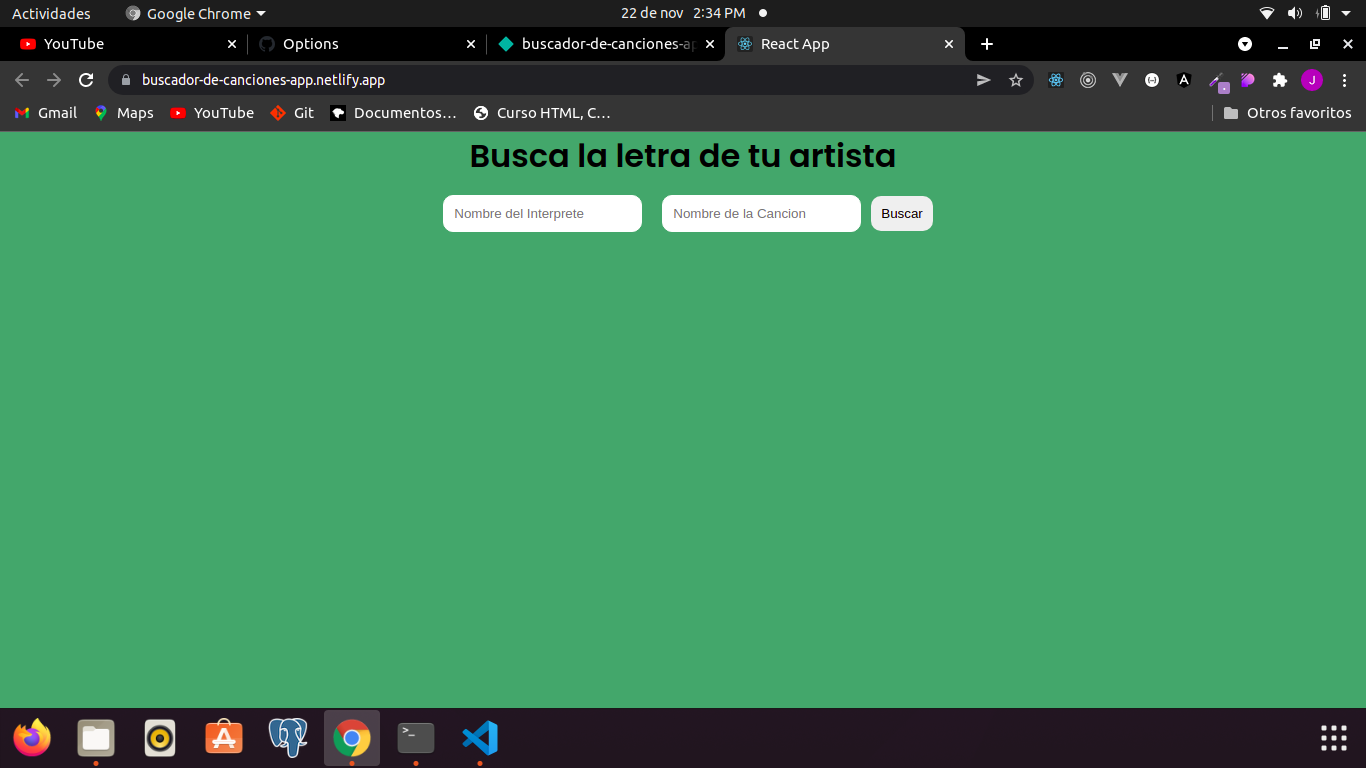 Actividades Google Chrome 22 de nov 2:34 PM
YouTube Options buscador-de-canciones-ap React App
buscador-de-canciones-app.netlify.app J
Gmail Maps YouTube Git Documentos… Curso HTML, C… Otros favoritos
Busca la letra de tu artista
Nombre del Interprete Nombre de la Cancion Buscar